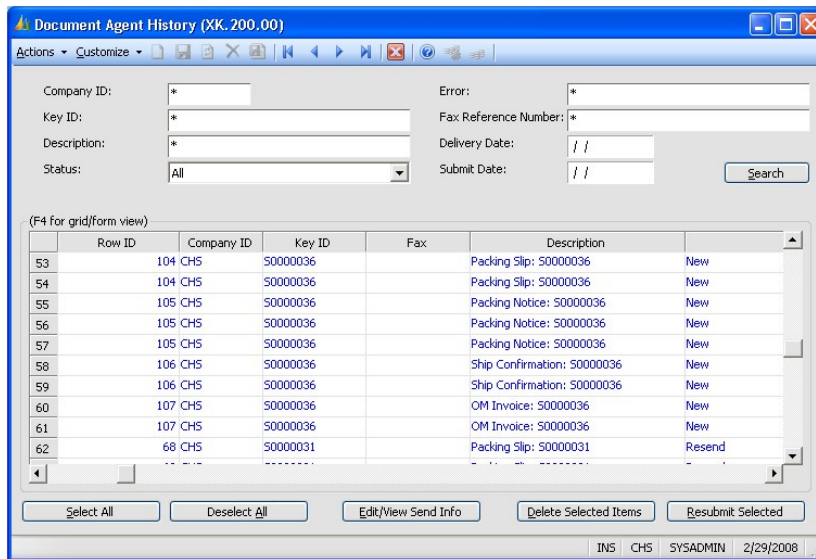 Document Agent History (XK.200.00)
Actions Customize
Company ID: * Error: *
Key ID: * Fax Reference Number: *
Description: * Delivery Date: / /
Status: All Submit Date: / / Search
(F4 for grid/form view)
Row ID Company ID Key ID Fax Description
53 104 CHS S0000036 Packing Slip: S0000036 New
54 104 CHS S0000036 Packing Slip: S0000036 New
55 105 CHS S0000036 Packing Notice: S0000036 New
56 105 CHS S0000036 Packing Notice: S0000036 New
57 105 CHS S0000036 Packing Notice: S0000036 New
58 106 CHS S0000036 Ship Confirmation: S0000036 New
59 106 CHS S0000036 Ship Confirmation: S0000036 New
60 107 CHS S0000036 OM Invoice: S0000036 New
61 107 CHS S0000036 OM Invoice: S0000036 New
62 68 CHS S0000031 Packing Slip: S0000031 Resend
Select All Deselect All Edit/View Send Info Delete Selected Items Resubmit Selected
INS CHS SYSADMIN 2/29/2008